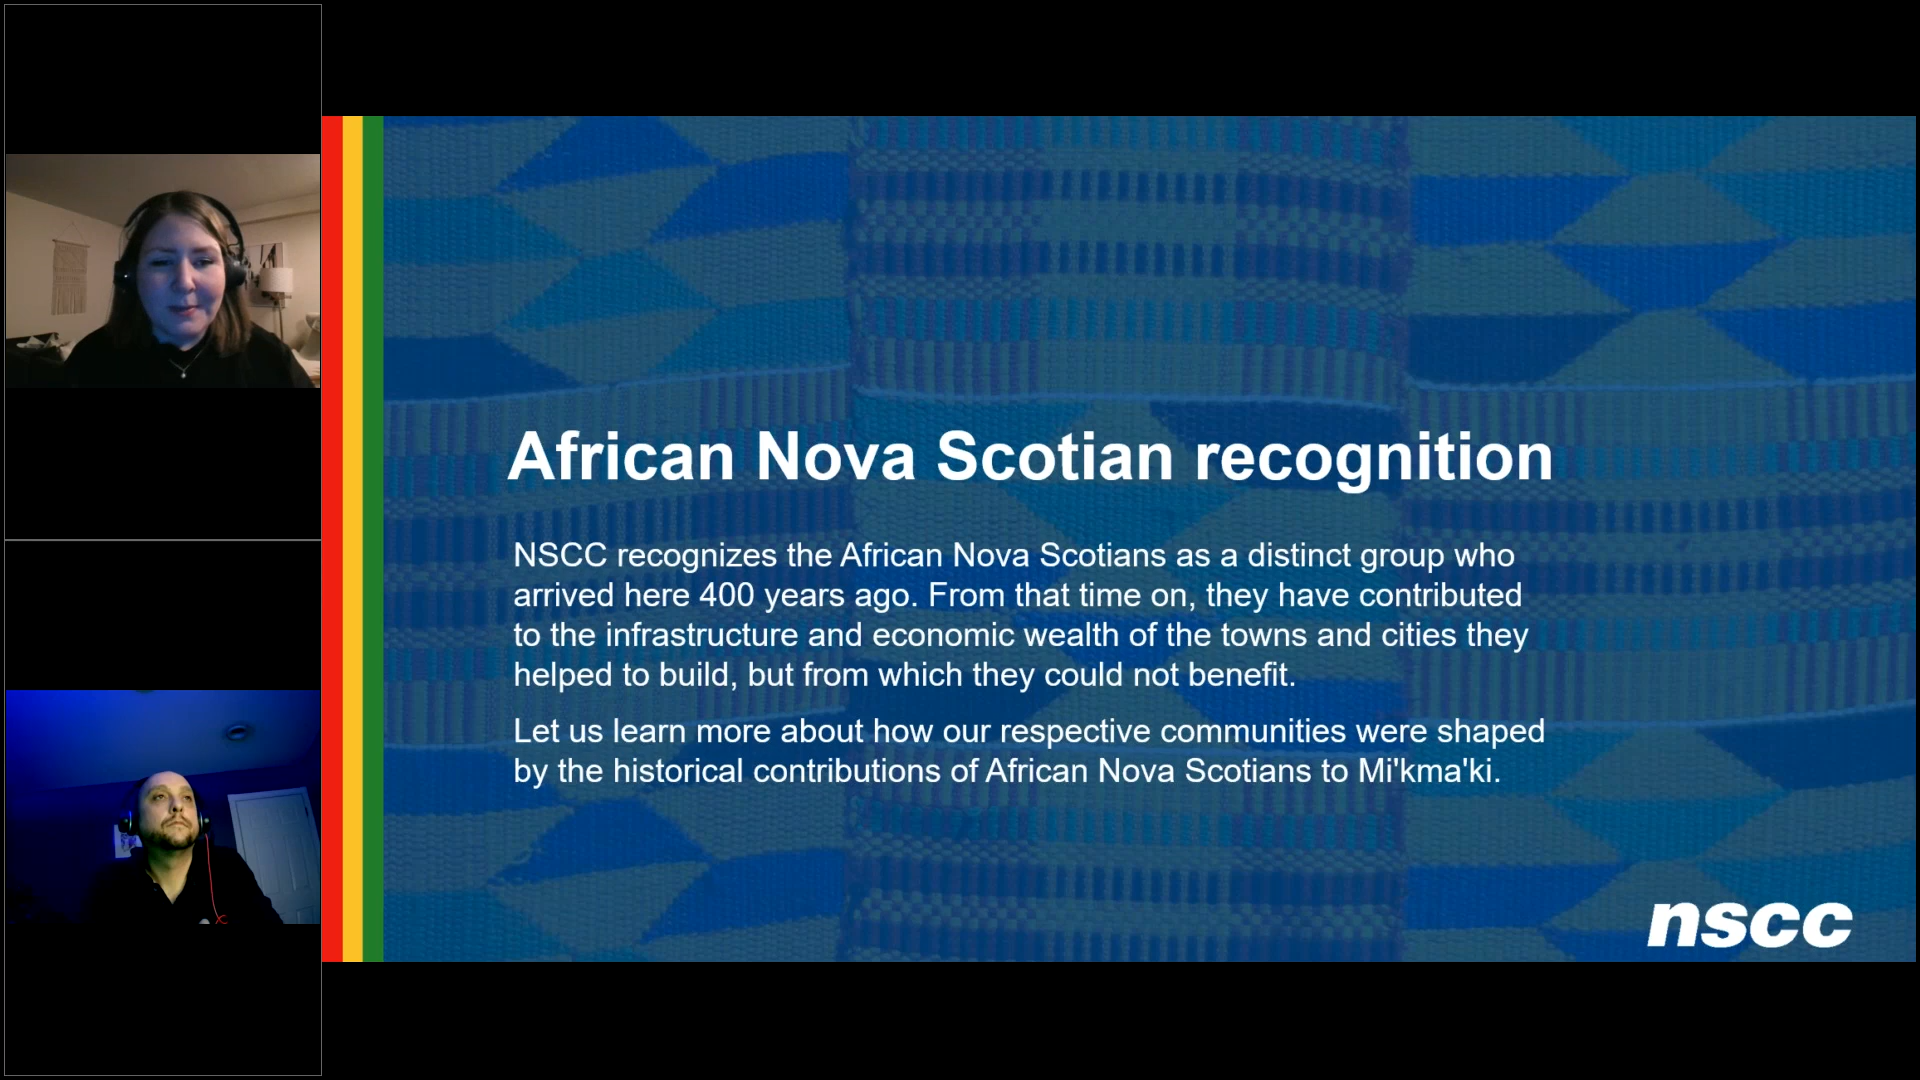 African Nova Scotian recognition
NSCC recognizes the African Nova Scotians as a distinct group who
arrived here 400 years ago. From that time on, they have contributed
to the infrastructure and economic wealth of the towns and cities they
helped to build, but from which they could not benefit.
Let us learn more about how our respective communities were shaped
by the historical contributions of African Nova Scotians to Mi'kma'ki.
nscc